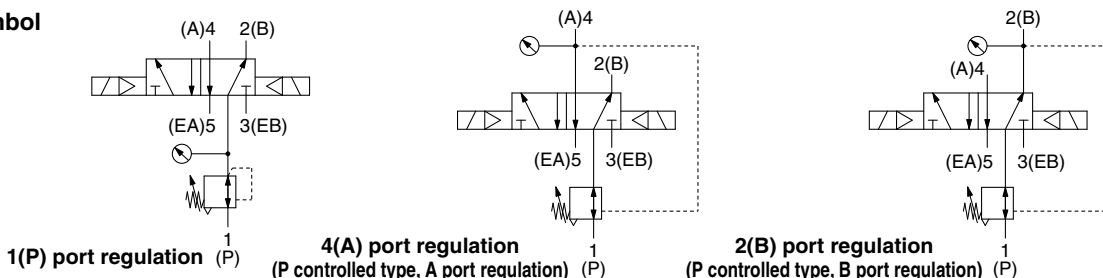 nbol
(A)4 2(B)
(EA)5 3(EB)
1
(P)
1(P) port regulation
(A)4
2(B)
(EA)5 3(EB)
1
(P)
4(A) port regulation
(P controlled type, A port regulation)
2(B)
(A)4
(EA)5 3(EB)
1
(P)
2(B) port regulation
(P controlled type, B port regulation)